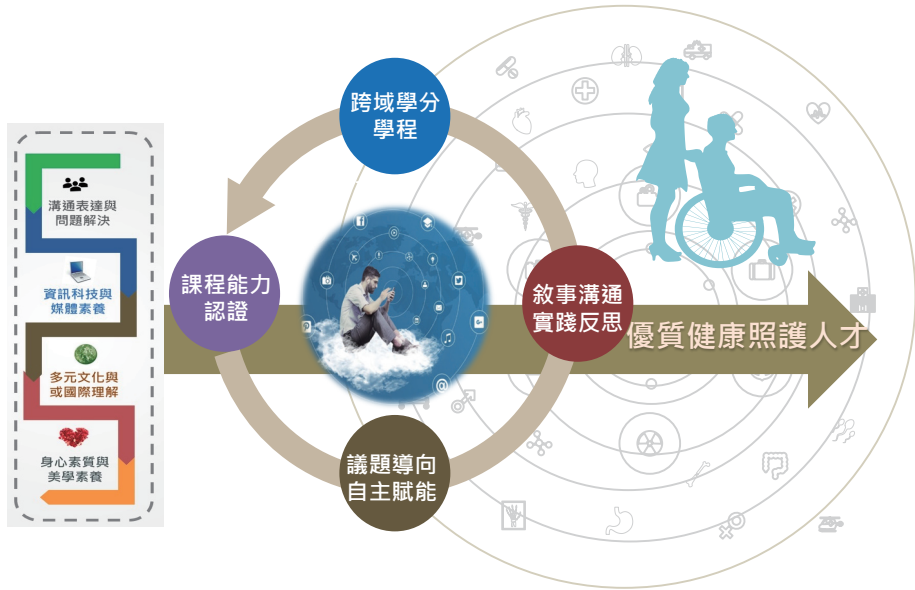 溝通表達與
問題解決
資訊科技與
媒體素養
多元文化與
或國際理解
身心素質與
美學素養
跨域學分
學程
課程能力
認證
敘事溝通
實踐反思
議題導向
自主賦能
優質健康照護人才